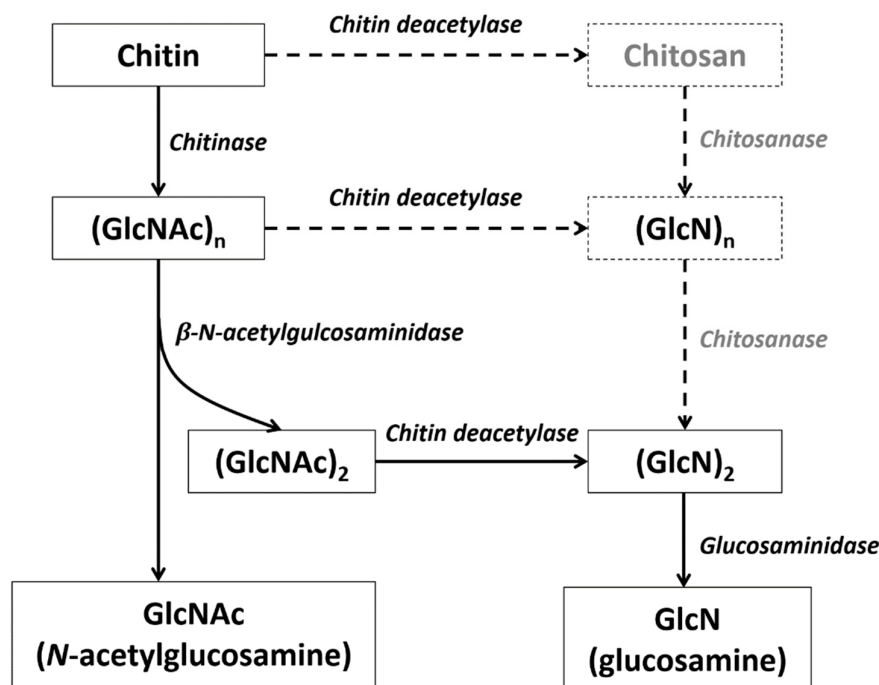 Chitin deacetylase
Chitin
Chitosan
Chitinase
Chitosanase
Chitin deacetylase
(GlcNAc)n
(GlcN)n
β-N-acetylgulcosaminidase
Chitosanase
Chitin deacetylase
(GlcNAc)2
(GlcN)2
Glucosaminidase
GlcNAc
(N-acetylglucosamine)
GlcN
(glucosamine)